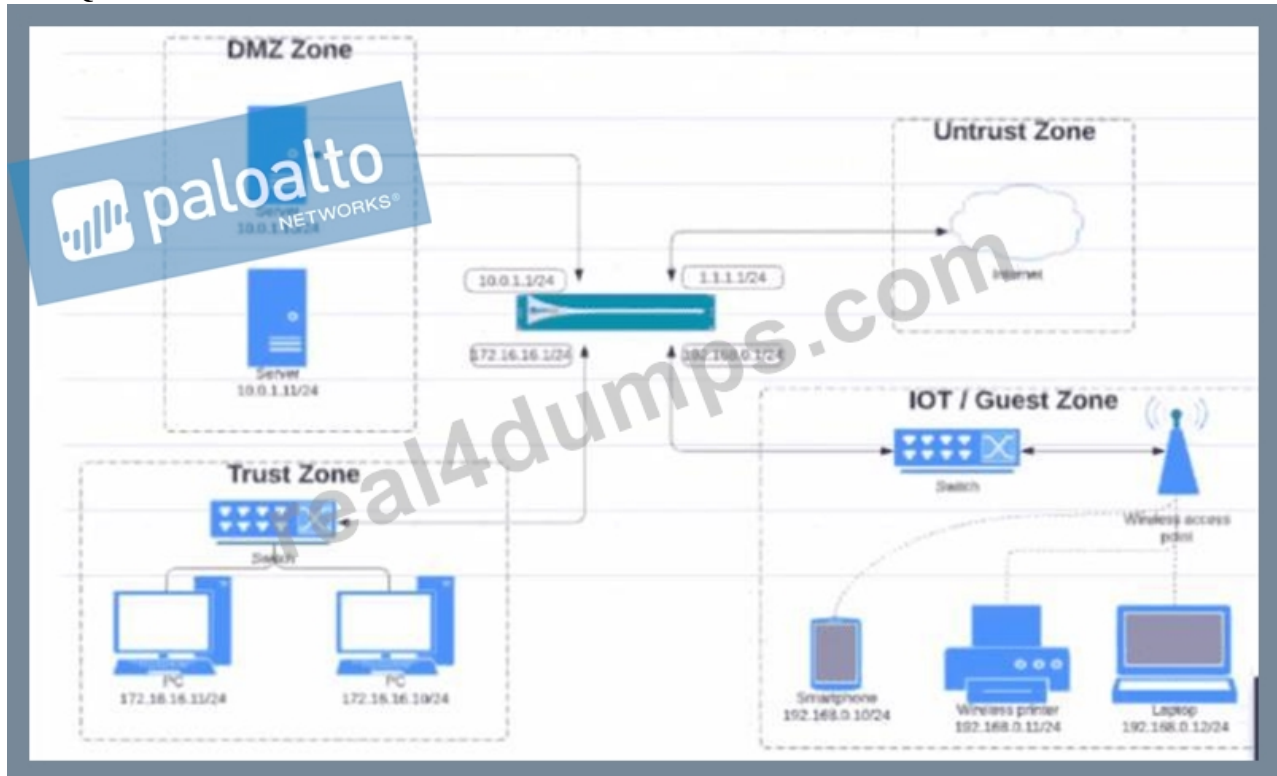 DMZ Zone
paloalto
NETWORKS®
Server
10.0.1.11/24
10.0.1.1/24
1.1.1.1/24
172.16.16.1/24
192.168.0.1/24
Untrust Zone
Internet
real4dumps.com
Trust Zone
Switch
PC
172.16.16.11/24
PC
172.16.16.10/24
IOT / Guest Zone
Switch
Wireless access
point
Smartphone
192.168.0.10/24
Wireless printer
192.168.0.11/24
Laptop
192.168.0.12/24